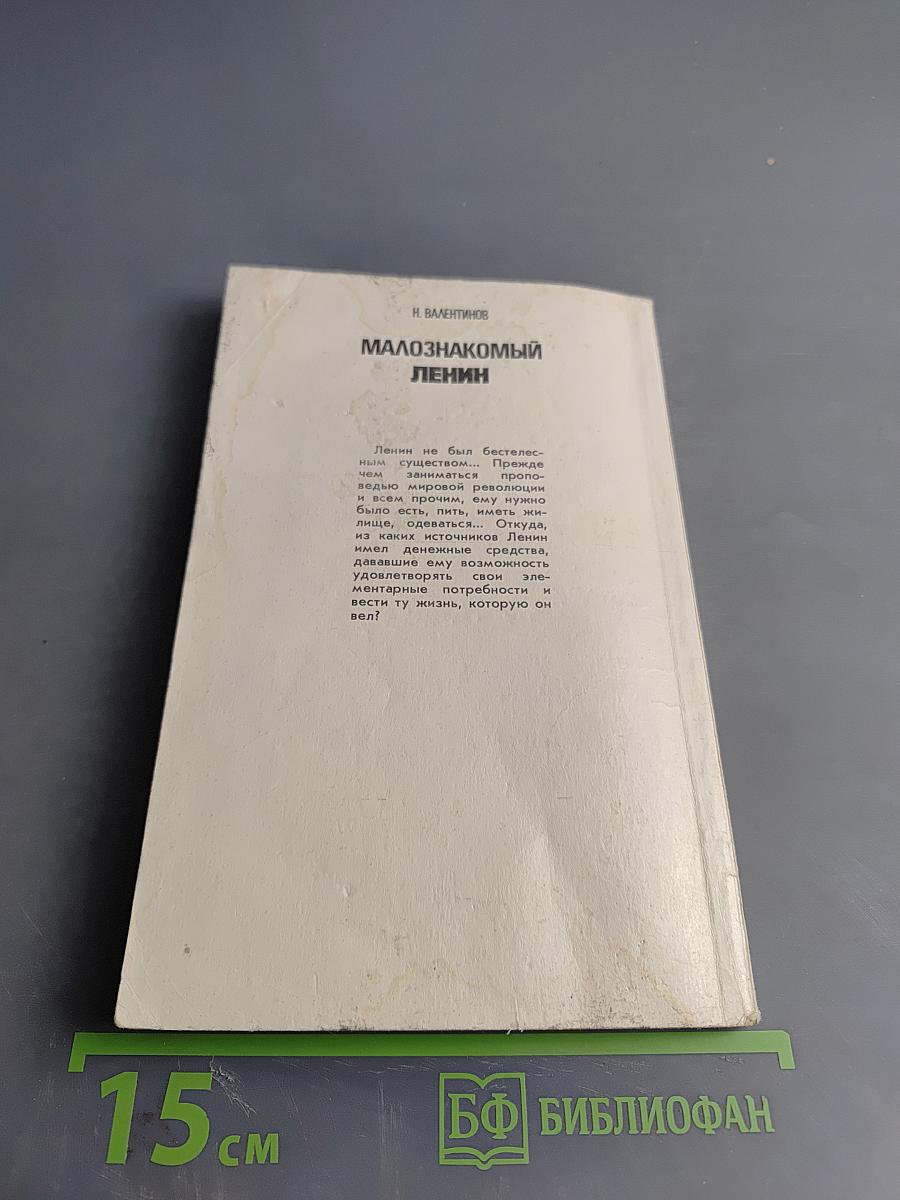 Н. ВАЛЕНТИНОВ
МАЛОЗНАКОМЫЙ
ЛЕНИН
Ленин не был бестелес-
ным существом... Прежде
чем заниматься пропо-
ведью мировой революции
и всем прочим, ему нужно
было есть, пить, иметь жи-
лище, одеваться... Откуда,
из каких источников Ленин
имел денежные средства,
дававшие ему возможность
удовлетворять свои эле-
ментарные потребности и
вести ту жизнь, которую он
вел?
15 см
БФ БИБЛИОФАН